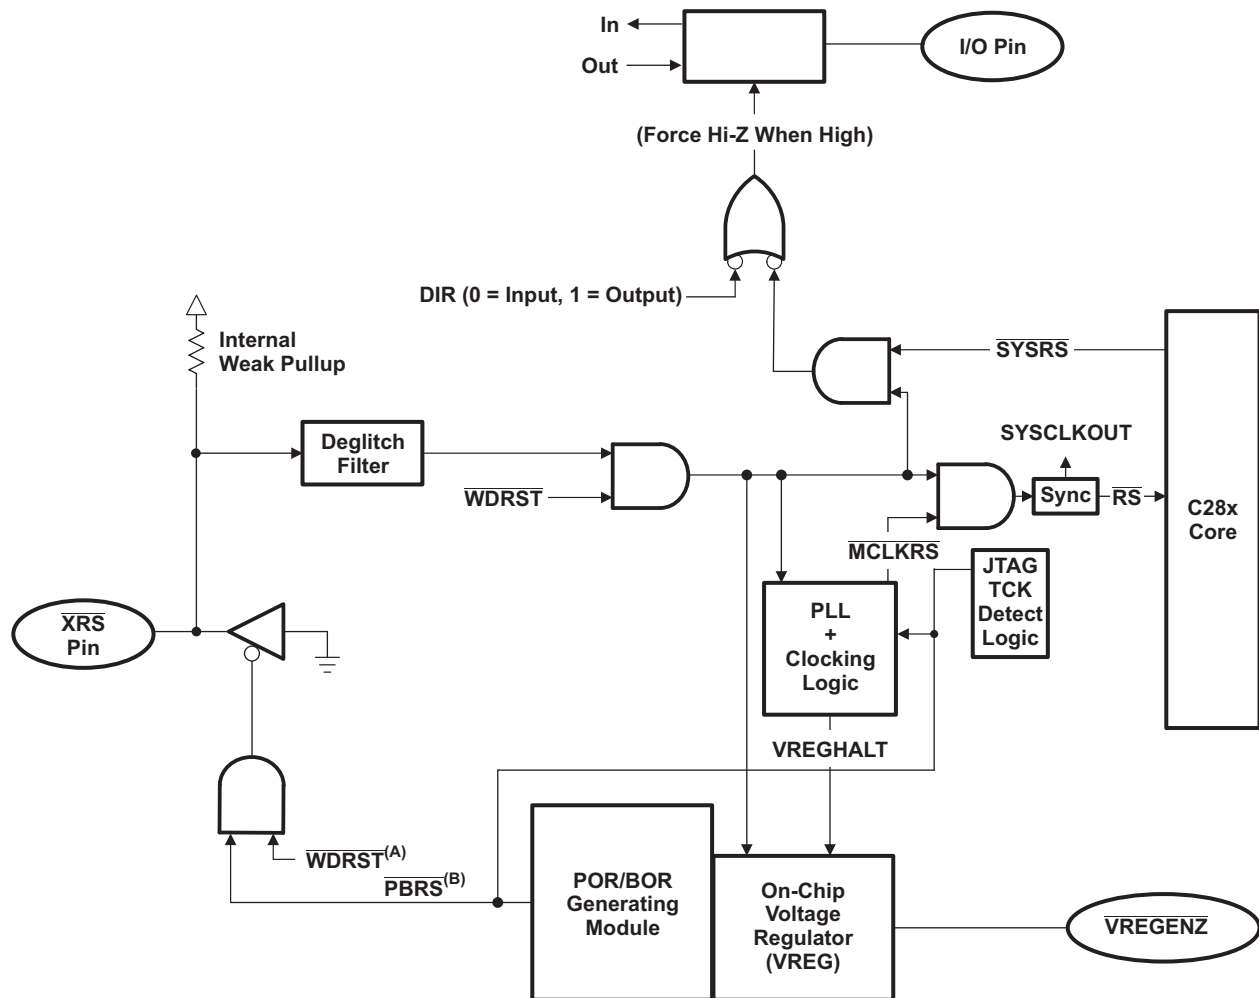 In
Out
I/O Pin
(Force Hi-Z When High)
DIR (0 = Input, 1 = Output)
Internal
Weak Pullup
SYSRS
Deglitch
Filter
SYSCLKOUT
WDRST
Sync
RS
C28x
Core
MCLKRS
JTAG
TCK
Detect
Logic
XRS
Pin
PLL
+
Clocking
Logic
VREGHALT
WDRST(A)
PBRS(B)
POR/BOR
Generating
Module
On-Chip
Voltage
Regulator
(VREG)
VREGENZ